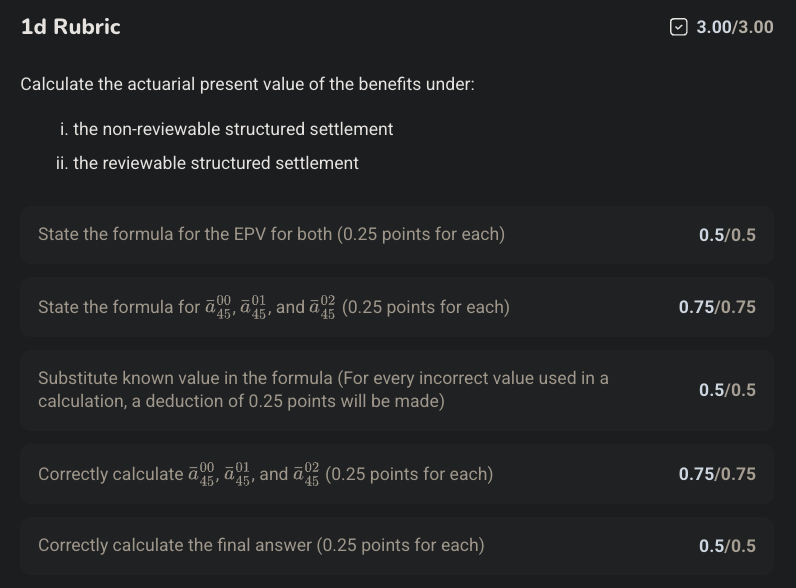 1d Rubric 3.00/3.00
Calculate the actuarial present value of the benefits under:
i. the non-reviewable structured settlement
ii. the reviewable structured settlement
State the formula for the EPV for both (0.25 points for each) 0.5/0.5
State the formula for $\bar{a}_{45}^{00}$, $\bar{a}_{45}^{01}$, and $\bar{a}_{45}^{02}$ (0.25 points for each) 0.75/0.75
Substitute known value in the formula (For every incorrect value used in a
calculation, a deduction of 0.25 points will be made) 0.5/0.5
Correctly calculate $\bar{a}_{45}^{00}$, $\bar{a}_{45}^{01}$, and $\bar{a}_{45}^{02}$ (0.25 points for each) 0.75/0.75
Correctly calculate the final answer (0.25 points for each) 0.5/0.5